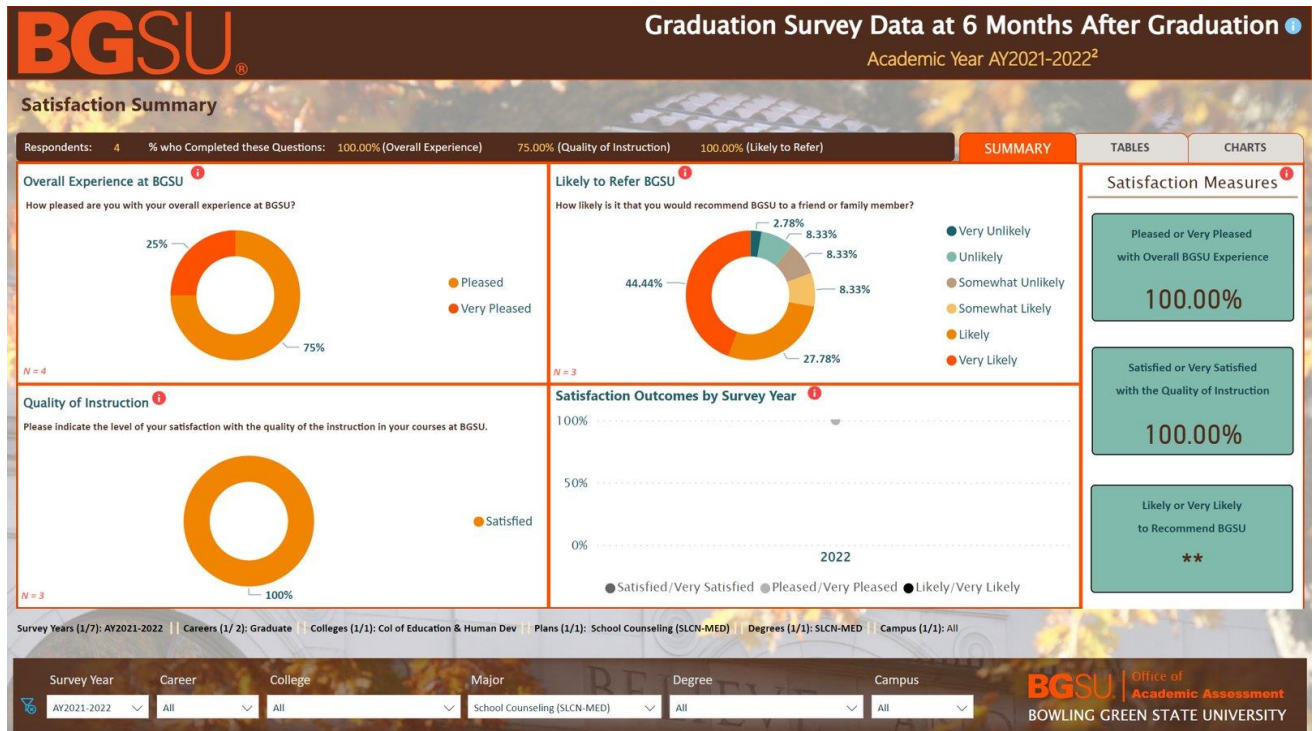 BGSU®
Graduation Survey Data at 6 Months After Graduation
Academic Year AY2021-2022²
Satisfaction Summary
Respondents: 4 % who Completed these Questions: 100.00% (Overall Experience) 75.00% (Quality of Instruction) 100.00% (Likely to Refer)
SUMMARY TABLES CHARTS
Overall Experience at BGSU
How pleased are you with your overall experience at BGSU?
25%
75%
Pleased
Very Pleased
N = 4
Likely to Refer BGSU
How likely is it that you would recommend BGSU to a friend or family member?
2.78%
8.33%
8.33%
8.33%
27.78%
44.44%
Very Unlikely
Unlikely
Somewhat Unlikely
Somewhat Likely
Likely
Very Likely
N = 3
Satisfaction Measures
Pleased or Very Pleased
with Overall BGSU Experience
100.00%
Satisfied or Very Satisfied
with the Quality of Instruction
100.00%
Likely or Very Likely
to Recommend BGSU
**
Quality of Instruction
Please indicate the level of your satisfaction with the quality of the instruction in your courses at BGSU.
Satisfied
100%
N = 3
Satisfaction Outcomes by Survey Year
100%
50%
0%
2022
Satisfied/Very Satisfied Pleased/Very Pleased Likely/Very Likely
Survey Years (1/7): AY2021-2022 || Careers (1/ 2): Graduate || Colleges (1/1): Col of Education & Human Dev || Plans (1/1): School Counseling (SLCN-MED) || Degrees (1/1): SLCN-MED || Campus (1/1): All
Survey Year Career College Major Degree Campus
AY2021-2022 All All School Counseling (SLCN-MED) All All
BGSU. Office of
Academic Assessment
BOWLING GREEN STATE UNIVERSITY